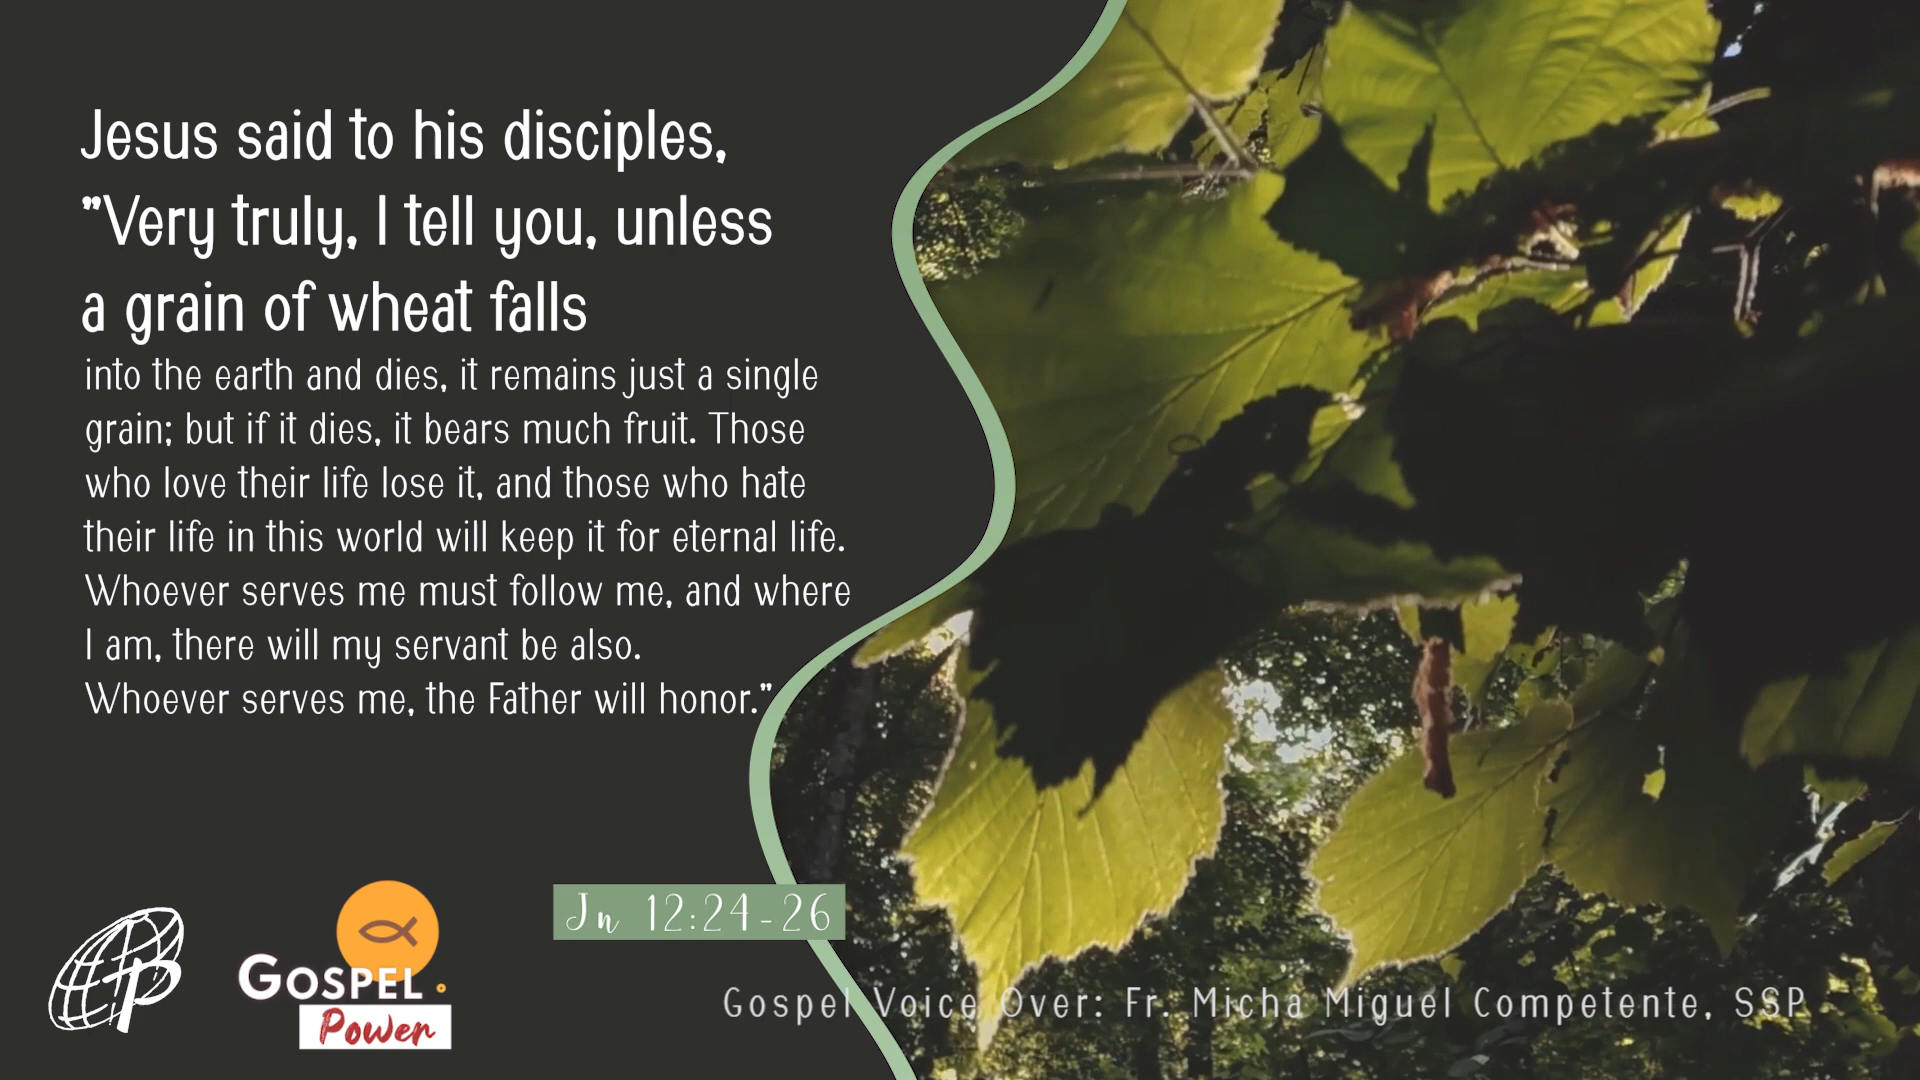 Jesus said to his disciples,
"Very truly, I tell you, unless
a grain of wheat falls
into the earth and dies, it remains just a single
grain; but if it dies, it bears much fruit. Those
who love their life lose it, and those who hate
their life in this world will keep it for eternal life.
Whoever serves me must follow me, and where
I am, there will my servant be also.
Whoever serves me, the Father will honor."
Jn 12:24-26
GOSPEL
Power
Gospel Voice Over: Fr. Micha Miguel Competente, SSP